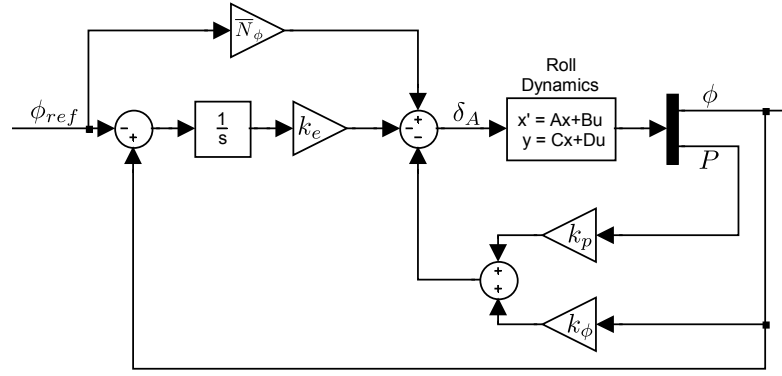 N̅_ϕ
Roll
Dynamics
ϕ_ref
-
+
1
s
k_e
+
-
-
δ_A
x' = Ax+Bu
y = Cx+Du
ϕ
P
k_p
+
+
k_ϕ